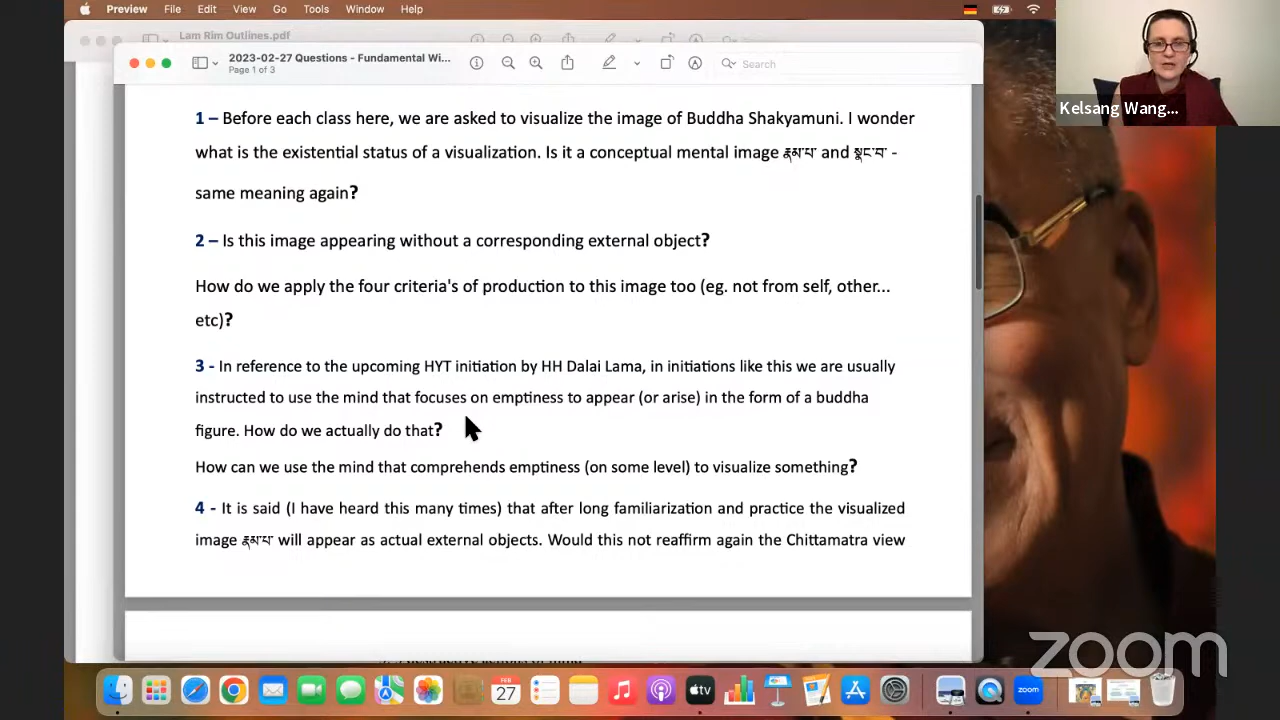 Preview File Edit View Go Tools Window Help
Kelsang Wang...
Lam Rim Outlines.pdf
2023-02-27 Questions - Fundamental Wi...
Page 1 of 3
Search
1 – Before each class here, we are asked to visualize the image of Buddha Shakyamuni. I wonder
what is the existential status of a visualization. Is it a conceptual mental image རྣམ་པ་ and སྣང་བ་ -
same meaning again?
2 – Is this image appearing without a corresponding external object?
How do we apply the four criteria's of production to this image too (eg. not from self, other...
etc)?
3 - In reference to the upcoming HYT initiation by HH Dalai Lama, in initiations like this we are usually
instructed to use the mind that focuses on emptiness to appear (or arise) in the form of a buddha
figure. How do we actually do that?
How can we use the mind that comprehends emptiness (on some level) to visualize something?
4 - It is said (I have heard this many times) that after long familiarization and practice the visualized
image རྣམ་པ་ will appear as actual external objects. Would this not reaffirm again the Chittamatra view
zoom
FEB
27
tv
zoom